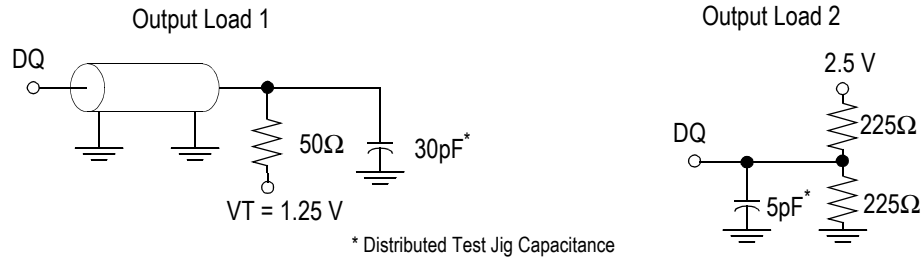 Output Load 1
DQ
50Ω
30pF*
VT = 1.25 V
* Distributed Test Jig Capacitance
Output Load 2
2.5 V
225Ω
DQ
5pF*
225Ω